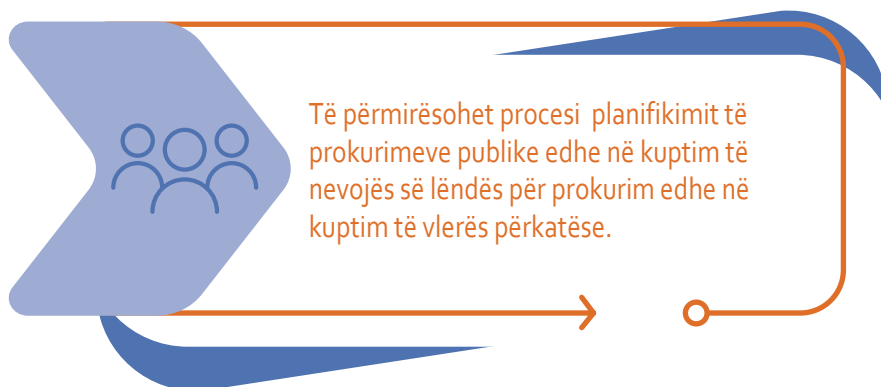 Të përmirësohet procesi  planifikimit të
prokurimeve publike edhe në kuptim të
nevojës së lëndës për prokurim edhe në
kuptim të vlerës përkatëse.